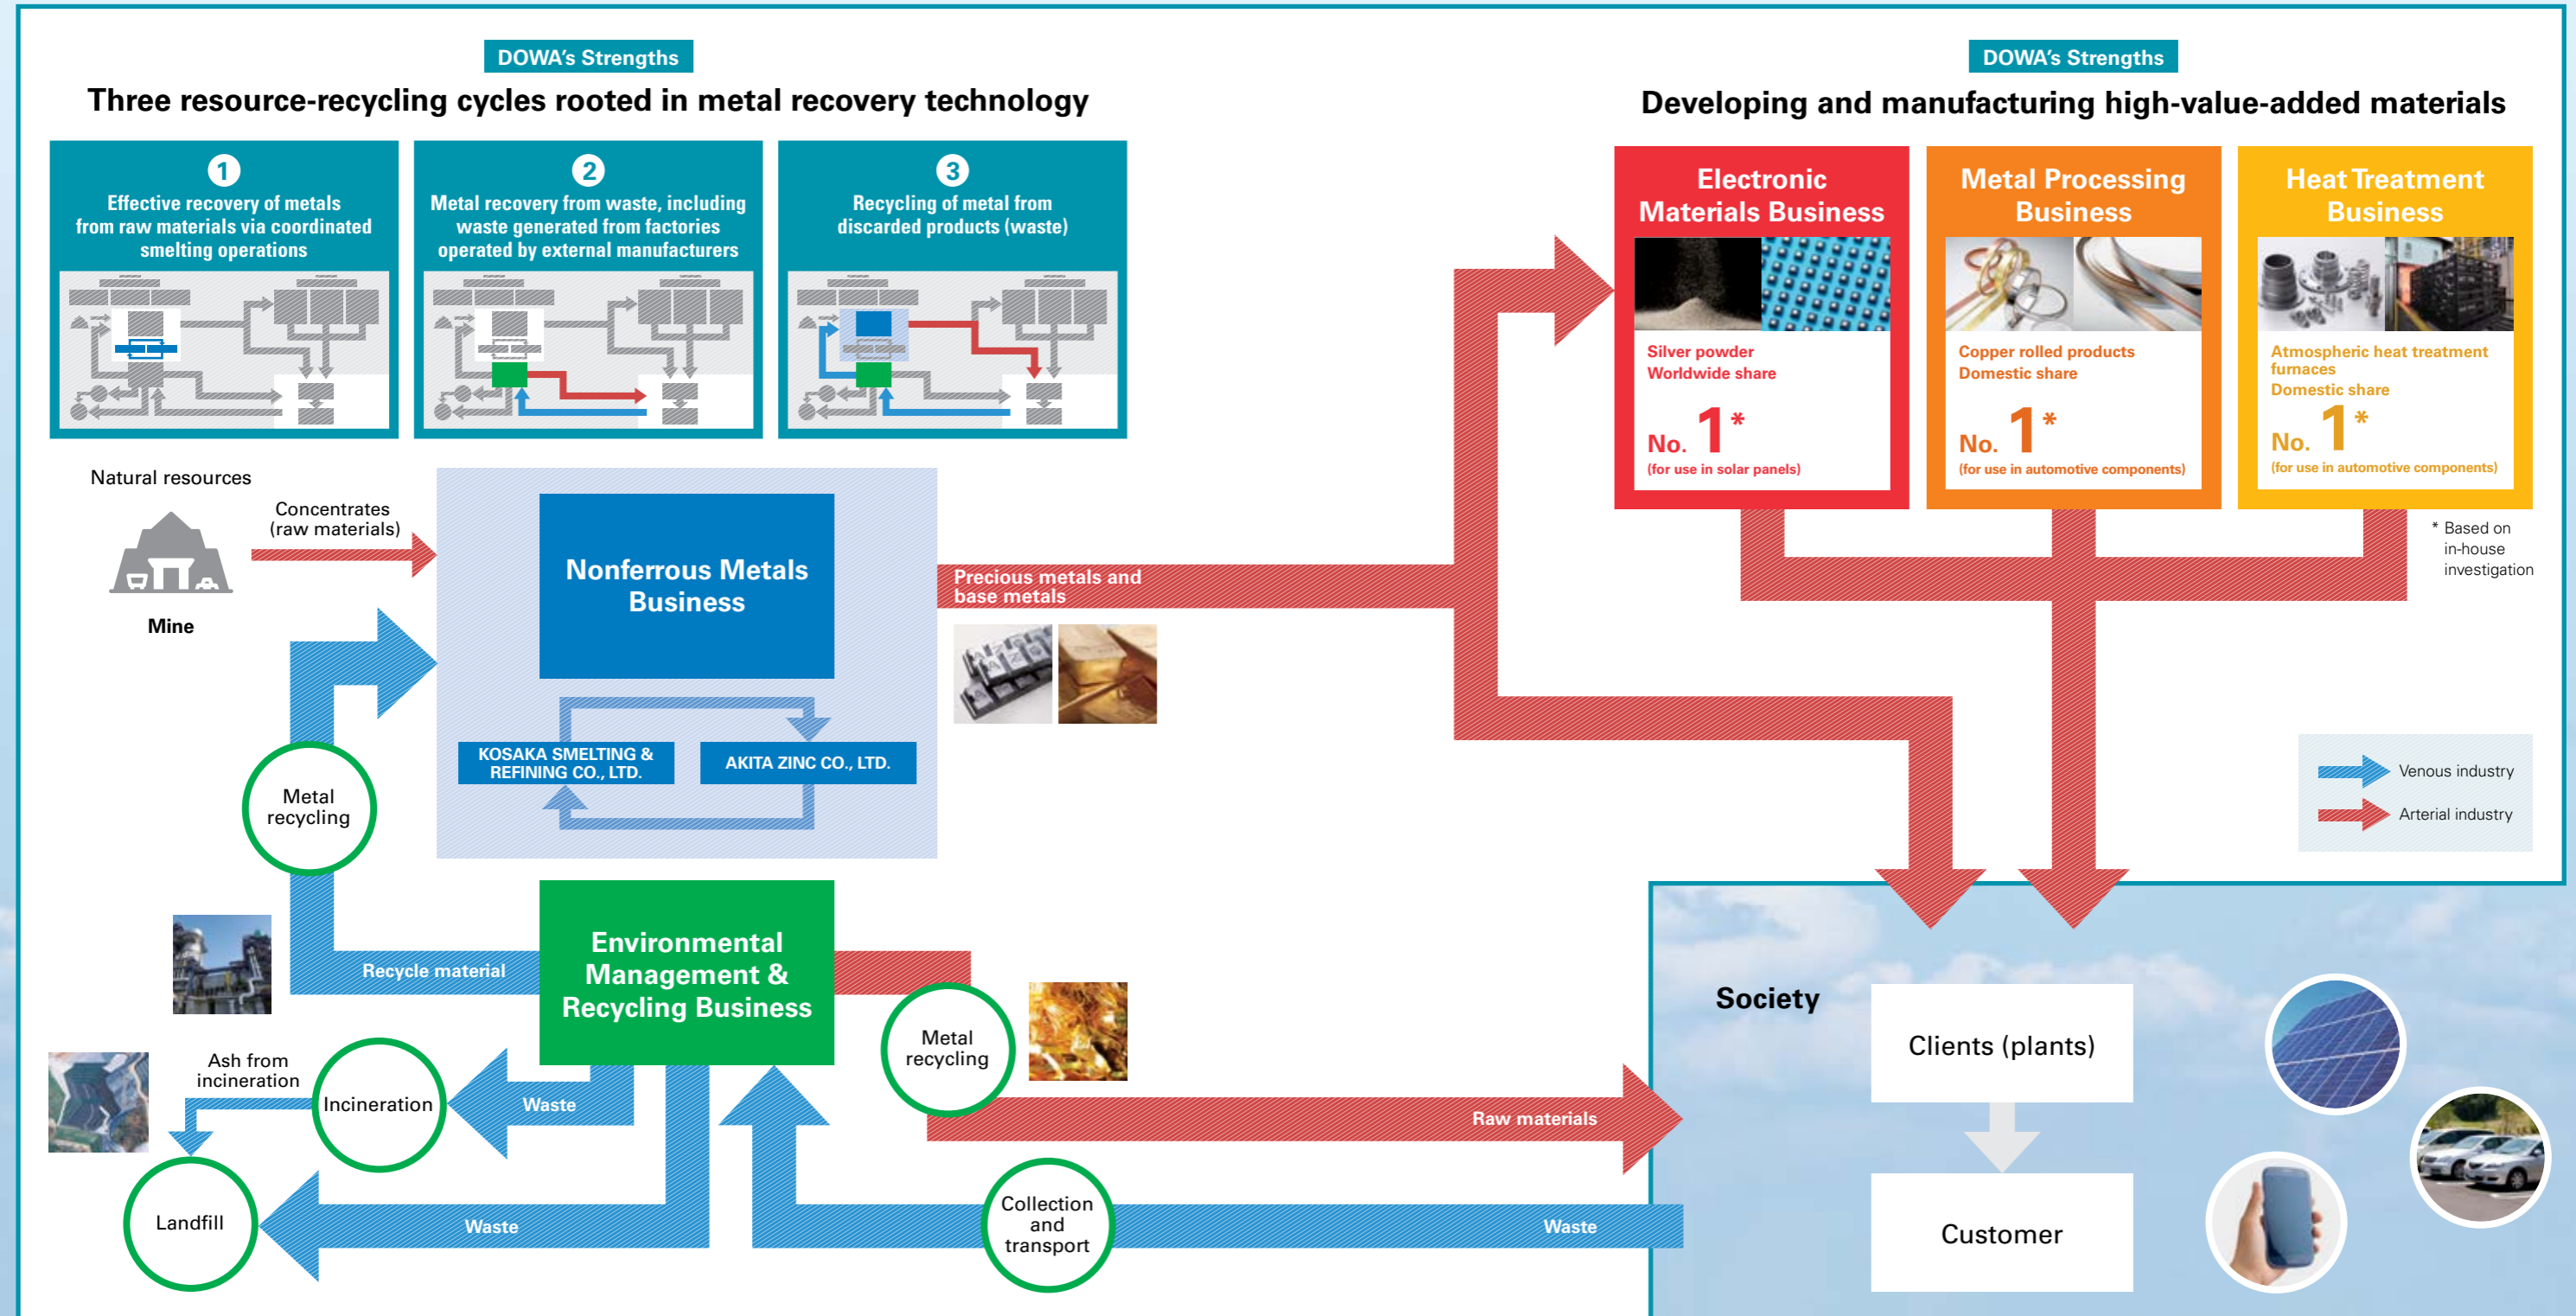 DOWA's Strengths
Three resource-recycling cycles rooted in metal recovery technology
1
Effective recovery of metals
from raw materials via coordinated
smelting operations
2
Metal recovery from waste, including
waste generated from factories
operated by external manufacturers
3
Recycling of metal from
discarded products (waste)
DOWA's Strengths
Developing and manufacturing high-value-added materials
Electronic
Materials Business
Silver powder
Worldwide share
No. 1*
(for use in solar panels)
Metal Processing
Business
Copper rolled products
Domestic share
No. 1*
(for use in automotive components)
Heat Treatment
Business
Atmospheric heat treatment
furnaces
Domestic share
No. 1*
(for use in automotive components)
* Based on
in-house
investigation
Natural resources
Mine
Concentrates
(raw materials)
Nonferrous Metals
Business
KOSAKA SMELTING &
REFINING CO., LTD.
AKITA ZINC CO., LTD.
Precious metals and
base metals
Venous industry
Arterial industry
Metal
recycling
Recycle material
Environmental
Management &
Recycling Business
Metal
recycling
Raw materials
Ash from
incineration
Incineration
Waste
Landfill
Waste
Collection
and
transport
Waste
Society
Clients (plants)
Customer